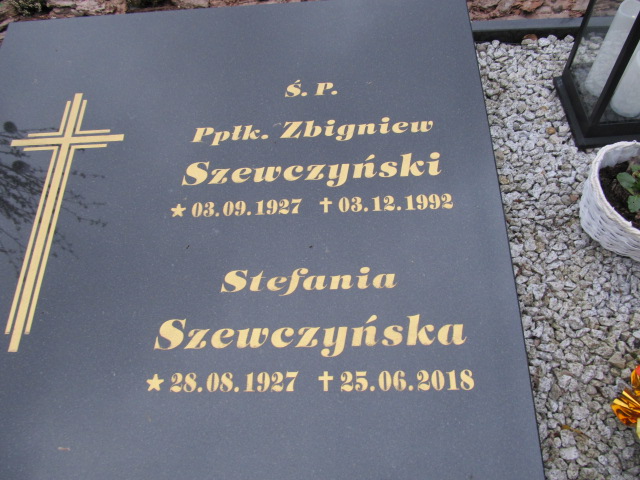 Ś. P.
Ppłk. Zbigniew
Szewczyński
★ 03.09.1927 ✝ 03.12.1992
Stefania
Szewczyńska
★ 28.08.1927 ✝ 25.06.2018